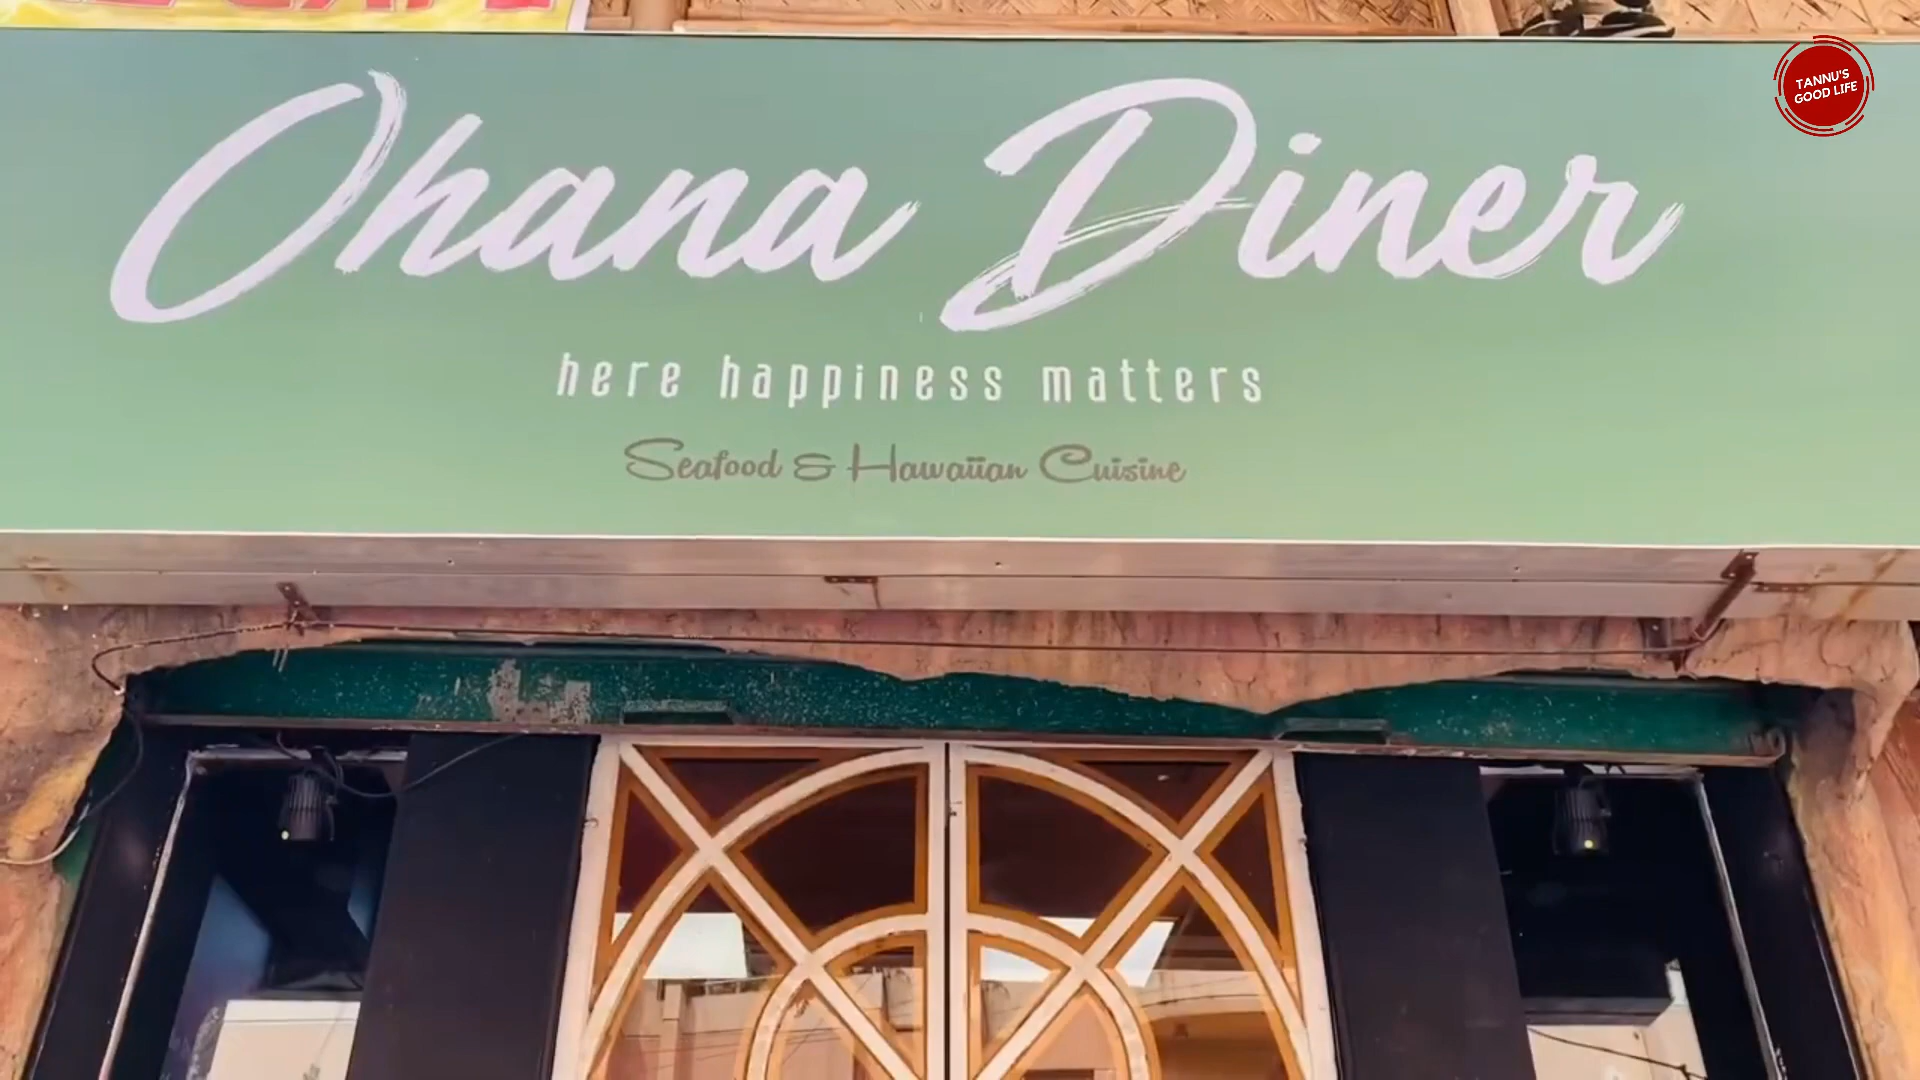 Ohana Diner
here happiness matters
Seafood & Hawaiian Cuisine
TANNU'S
GOOD LIFE